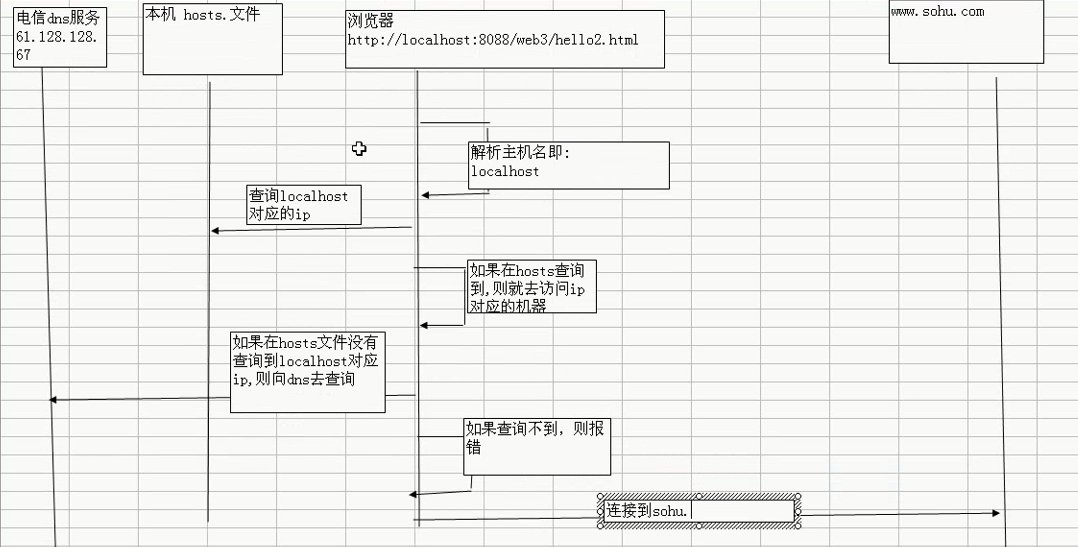 电信dns服务
61.128.128.
67
本机 hosts.文件
浏览器
http://localhost:8088/web3/hello2.html
www.sohu.com
解析主机名即:
localhost
查询localhost
对应的ip
如果在hosts查询
到,则就去访问ip
对应的机器
如果在hosts文件没有
查询到localhost对应
ip,则向dns去查询
如果查询不到，则报
错
连接到sohu.